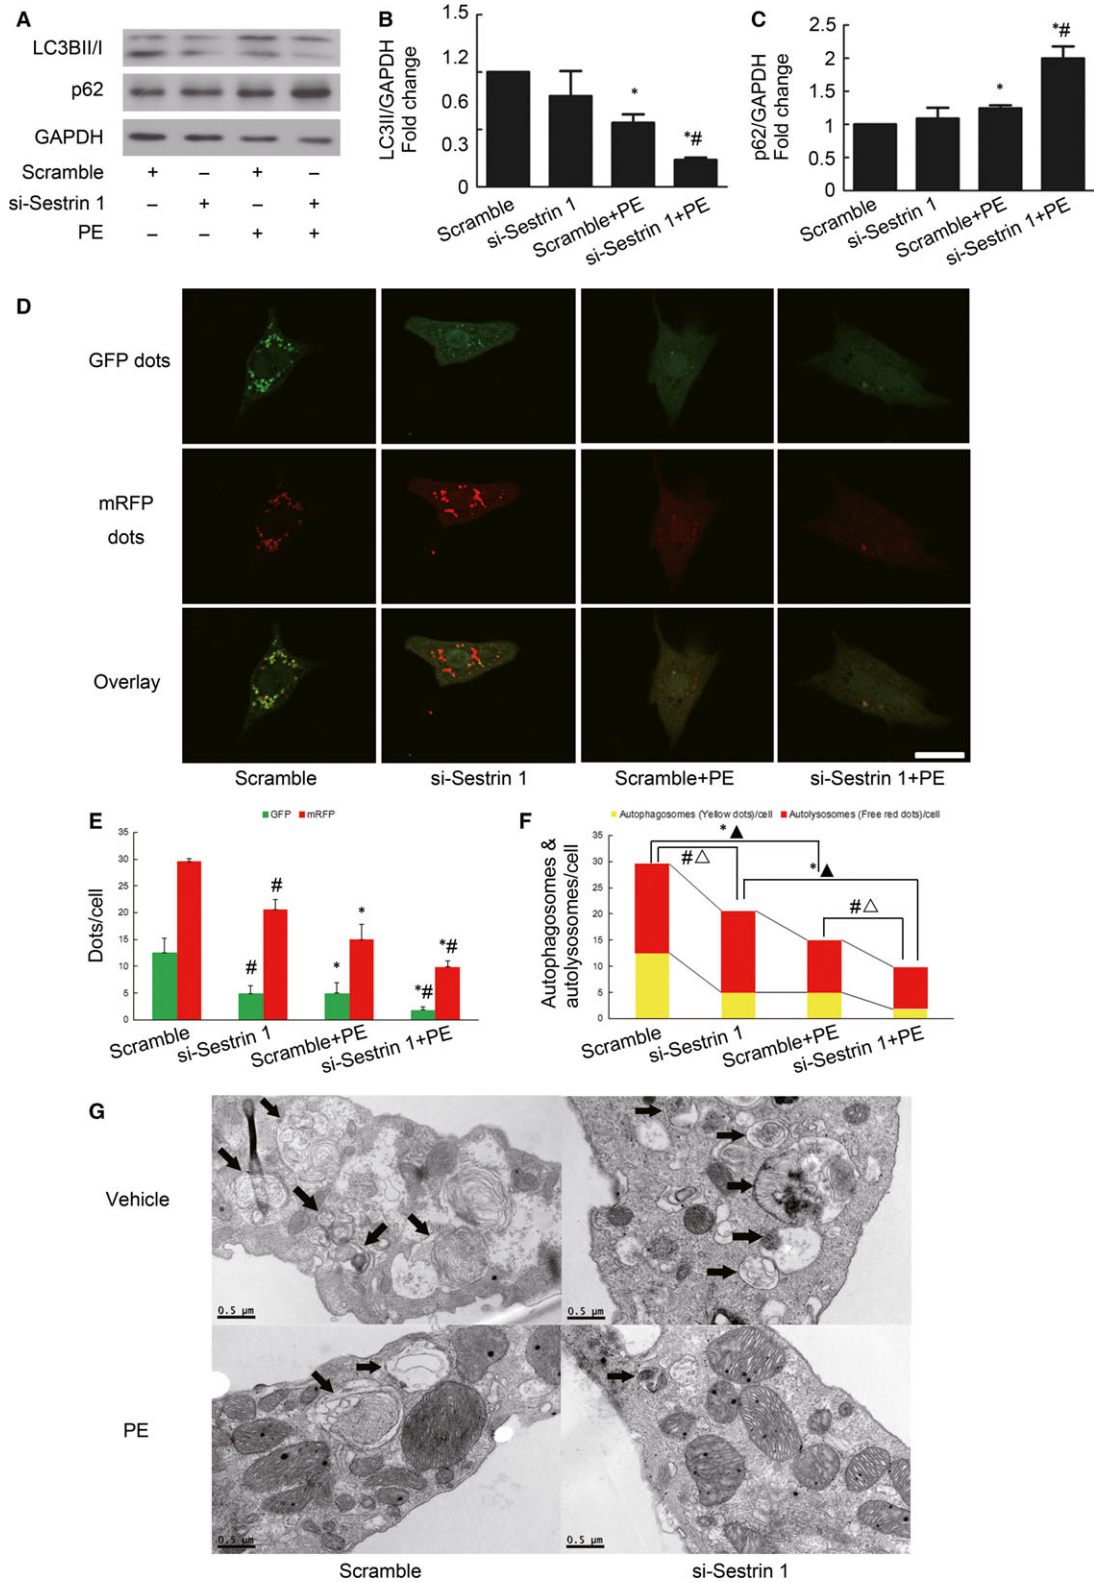 A
LC3BII/I
p62
GAPDH
Scramble + – + –
si-Sestrin 1 – + – +
PE – – + +
B
LC3II/GAPDH
Fold change
1.5
1.2
0.6
0.3
0
*
*#
Scramble
si-Sestrin 1
Scramble+PE
si-Sestrin 1+PE
C
p62/GAPDH
Fold change
2.5
2
1.5
1
0.5
0
*
*#
Scramble
si-Sestrin 1
Scramble+PE
si-Sestrin 1+PE
D
GFP dots
mRFP
dots
Overlay
Scramble
si-Sestrin 1
Scramble+PE
si-Sestrin 1+PE
E
GFP mRFP
Dots/cell
35
30
25
20
15
10
5
0
#
#
*
*
*#
*#
Scramble
si-Sestrin 1
Scramble+PE
si-Sestrin 1+PE
F
Autophagosomes (Yellow dots)/cell Autolysosomes (Free red dots)/cell
Autophagosomes &
autolysosomes/cell
35
30
25
20
15
10
5
0
*▲
#△
*▲
#△
Scramble
si-Sestrin 1
Scramble+PE
si-Sestrin 1+PE
G
Vehicle
0.5 µm
0.5 µm
PE
0.5 µm
0.5 µm
Scramble
si-Sestrin 1